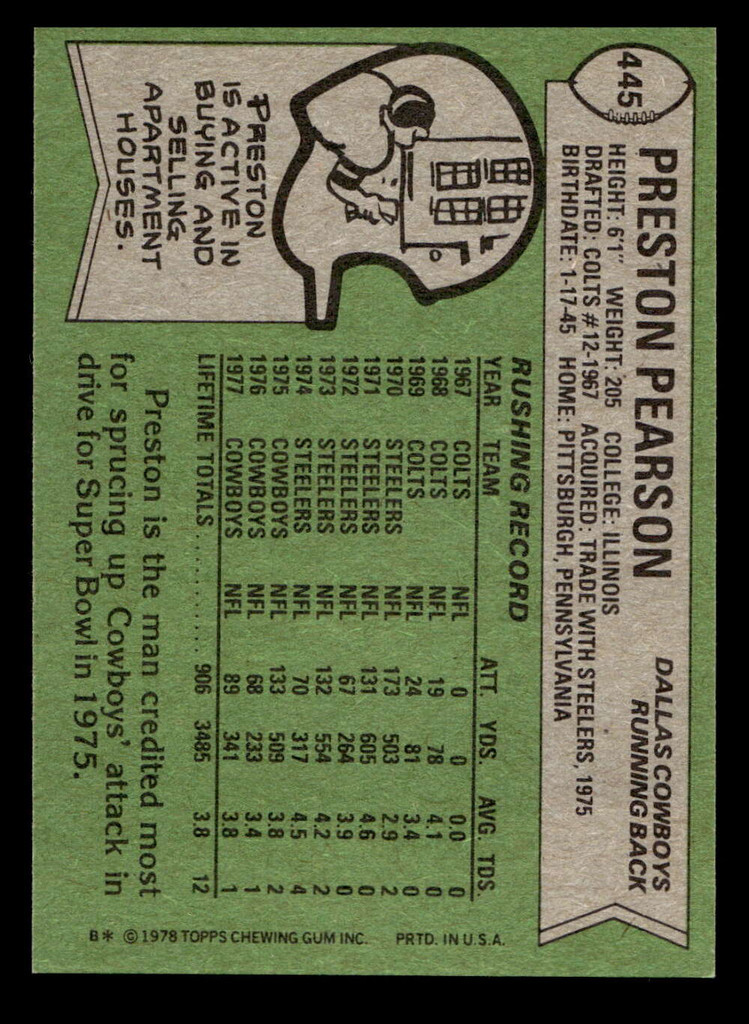 445
PRESTON PEARSON
DALLAS COWBOYS
RUNNING BACK
HEIGHT: 6'1" WEIGHT: 205 COLLEGE: ILLINOIS
DRAFTED: COLTS #12-1967 ACQUIRED: TRADE WITH STEELERS, 1975
BIRTHDATE: 1-17-45 HOME: PITTSBURGH, PENNSYLVANIA
PRESTON
IS ACTIVE IN
BUYING AND
SELLING
APARTMENT
HOUSES.
RUSHING RECORD
YEAR TEAM ATT. YDS. AVG. TDS.
1967 COLTS NFL 0 0 0.0 0
1968 COLTS NFL 19 78 4.1 0
1969 COLTS NFL 24 81 3.4 0
1970 STEELERS NFL 173 503 2.9 2
1971 STEELERS NFL 131 605 4.6 0
1972 STEELERS NFL 67 264 3.9 0
1973 STEELERS NFL 132 554 4.2 2
1974 STEELERS NFL 70 317 4.5 4
1975 COWBOYS NFL 133 509 3.8 2
1976 COWBOYS NFL 68 233 3.4 1
1977 COWBOYS NFL 89 341 3.8 1
LIFETIME TOTALS ............ 906 3485 3.8 12
Preston is the man credited most
for sprucing up Cowboys' attack in
drive for Super Bowl in 1975.
B* © 1978 TOPPS CHEWING GUM INC. PRTD. IN U.S.A.